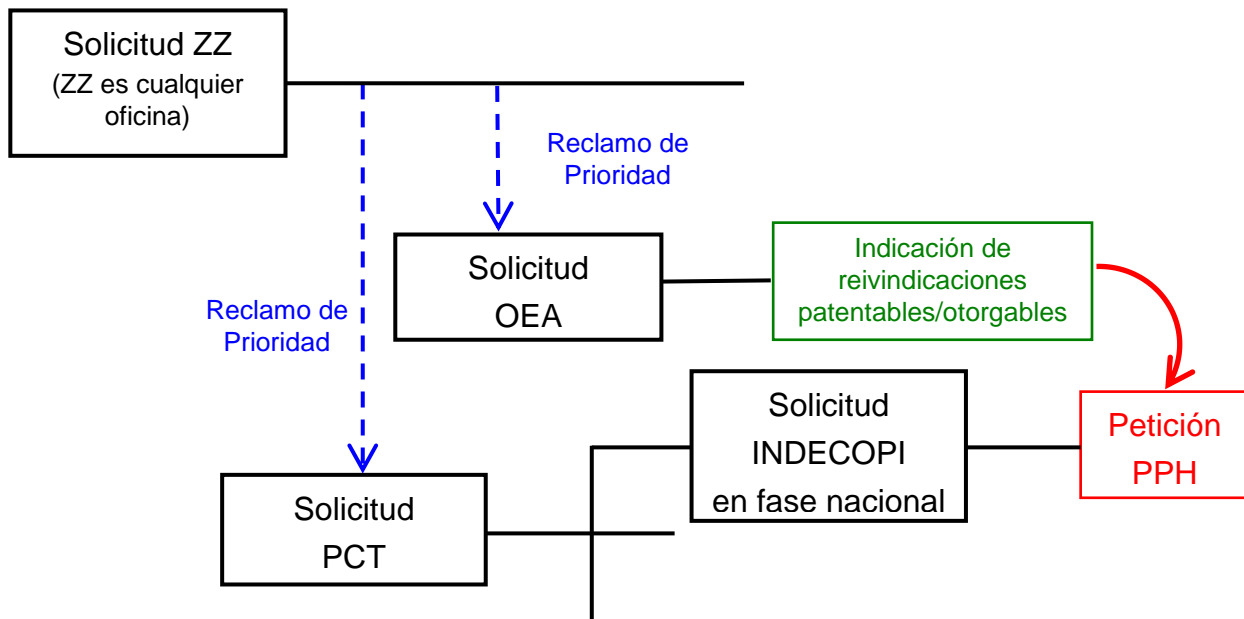 Solicitud ZZ
(ZZ es cualquier
oficina)
Reclamo de
Prioridad
Solicitud
OEA
Indicación de
reivindicaciones
patentables/otorgables
Reclamo de
Prioridad
Solicitud
INDECOPI
en fase nacional
Petición
PPH
Solicitud
PCT